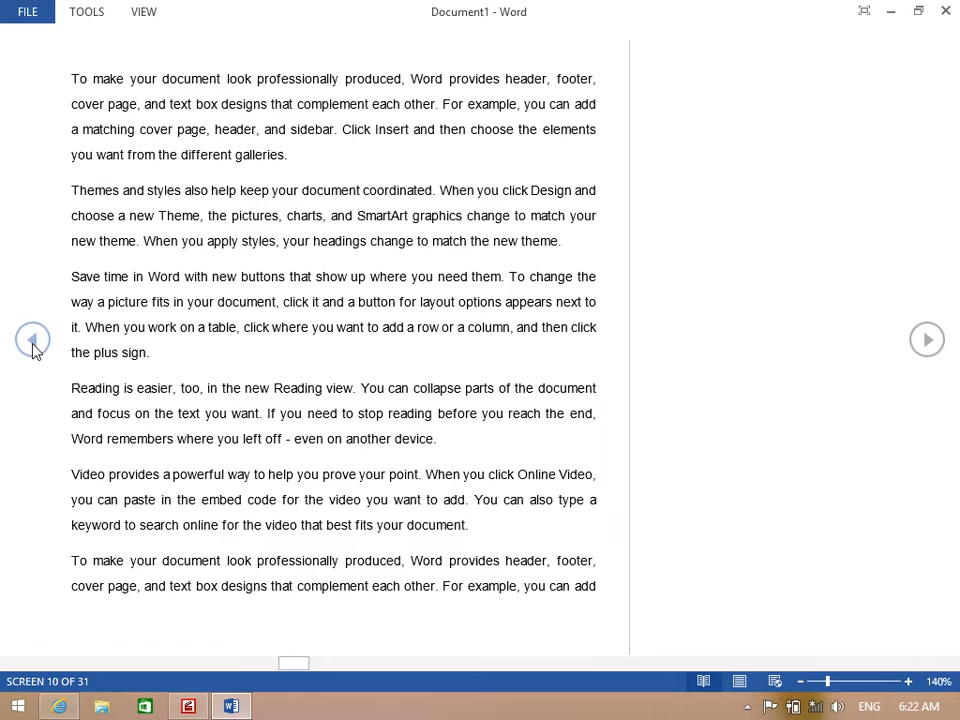 FILE TOOLS VIEW Document1 - Word
To make your document look professionally produced, Word provides header, footer,
cover page, and text box designs that complement each other. For example, you can add
a matching cover page, header, and sidebar. Click Insert and then choose the elements
you want from the different galleries.
Themes and styles also help keep your document coordinated. When you click Design and
choose a new Theme, the pictures, charts, and SmartArt graphics change to match your
new theme. When you apply styles, your headings change to match the new theme.
Save time in Word with new buttons that show up where you need them. To change the
way a picture fits in your document, click it and a button for layout options appears next to
it. When you work on a table, click where you want to add a row or a column, and then click
the plus sign.
Reading is easier, too, in the new Reading view. You can collapse parts of the document
and focus on the text you want. If you need to stop reading before you reach the end,
Word remembers where you left off - even on another device.
Video provides a powerful way to help you prove your point. When you click Online Video,
you can paste in the embed code for the video you want to add. You can also type a
keyword to search online for the video that best fits your document.
To make your document look professionally produced, Word provides header, footer,
cover page, and text box designs that complement each other. For example, you can add
SCREEN 10 OF 31 140%
ENG 6:22 AM